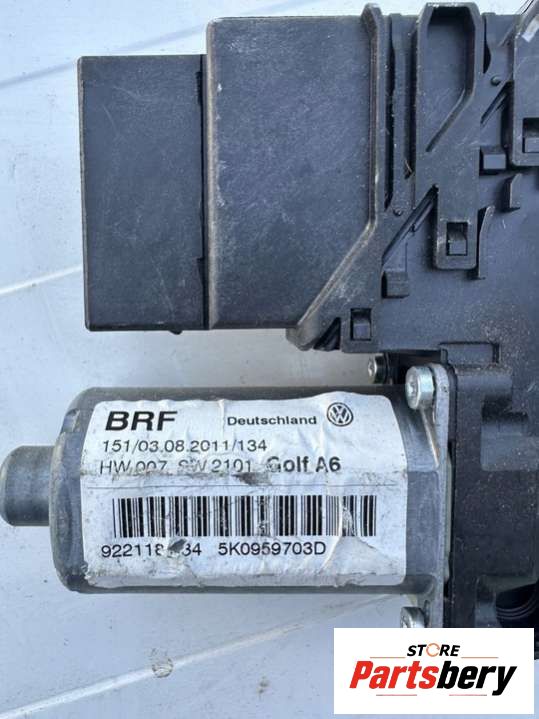 BRF Deutschland
151/03.08.2011/134
HW 007 SW 2101 Golf A6
5K0959703D
STORE
Partsbery